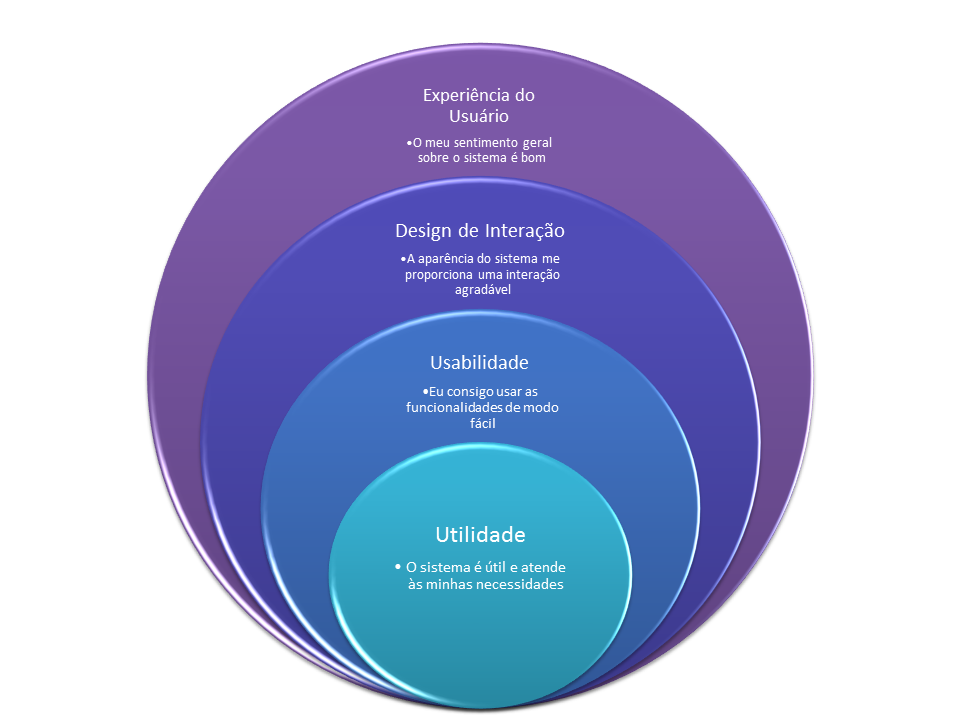 Experiência do
Usuário
•O meu sentimento geral
sobre o sistema é bom
Design de Interação
•A aparência do sistema me
proporciona uma interação
agradável
Usabilidade
•Eu consigo usar as
funcionalidades de modo
fácil
Utilidade
• O sistema é útil e atende
às minhas necessidades